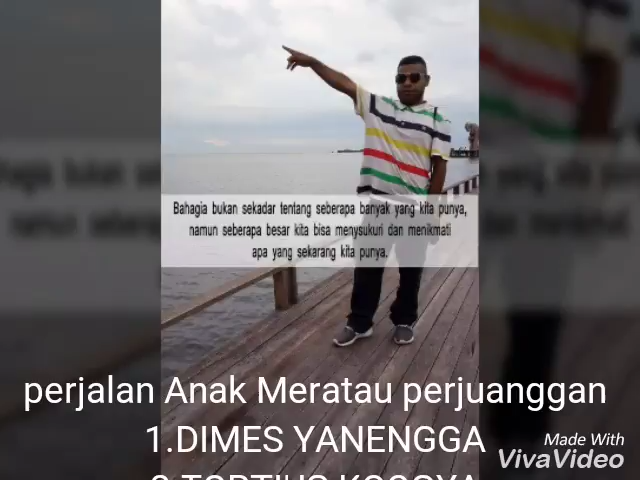 Bahagia bukan sekadar tentang seberapa banyak yang kita punya,
namun seberapa besar kita bisa menysukuri dan menikmati
apa yang sekarang kita punya.
perjalan Anak Meratau perjuanggan
1.DIMES YANENGGA
Made With
VivaVideo